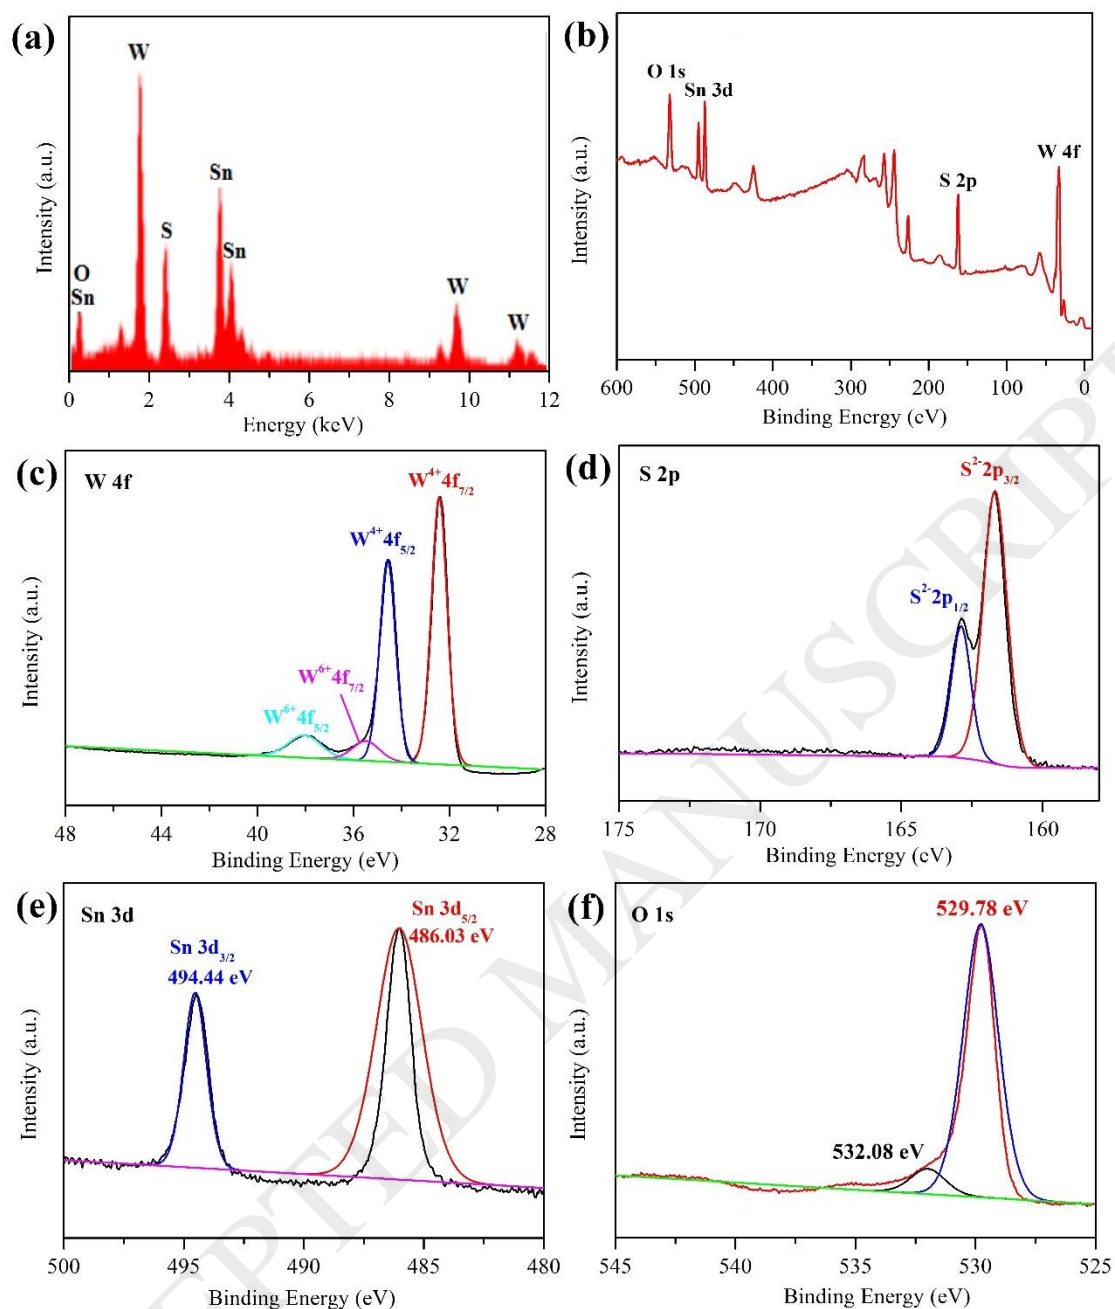 (a)
W
Sn
S
Sn
O
Sn
W
W
Intensity (a.u.)
0 2 4 6 8 10 12
Energy (keV)
(b)
O 1s
Sn 3d
S 2p
W 4f
Intensity (a.u.)
600 500 400 300 200 100 0
Binding Energy (eV)
(c)
W 4f
W⁴⁺4f₇/₂
W⁴⁺4f₅/₂
W⁶⁺4f₇/₂
W⁶⁺4f₅/₂
Intensity (a.u.)
48 44 40 36 32 28
Binding Energy (eV)
(d)
S 2p
S²⁻2p₃/₂
S²⁻2p₁/₂
Intensity (a.u.)
175 170 165 160
Binding Energy (eV)
(e)
Sn 3d
Sn 3d₅/₂
486.03 eV
Sn 3d₃/₂
494.44 eV
Intensity (a.u.)
500 495 490 485 480
Binding Energy (eV)
(f)
O 1s
529.78 eV
532.08 eV
Intensity (a.u.)
545 540 535 530 525
Binding Energy (eV)
EPTED MANUSCRIPT